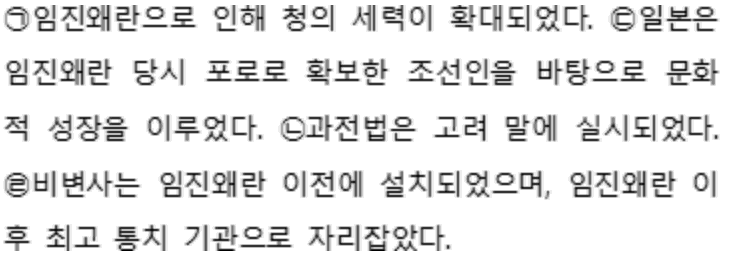 ㉠임진왜란으로 인해 청의 세력이 확대되었다. ㉢일본은
임진왜란 당시 포로로 확보한 조선인을 바탕으로 문화
적 성장을 이루었다. ㉡과전법은 고려 말에 실시되었다.
㉣비변사는 임진왜란 이전에 설치되었으며, 임진왜란 이
후 최고 통치 기관으로 자리잡았다.